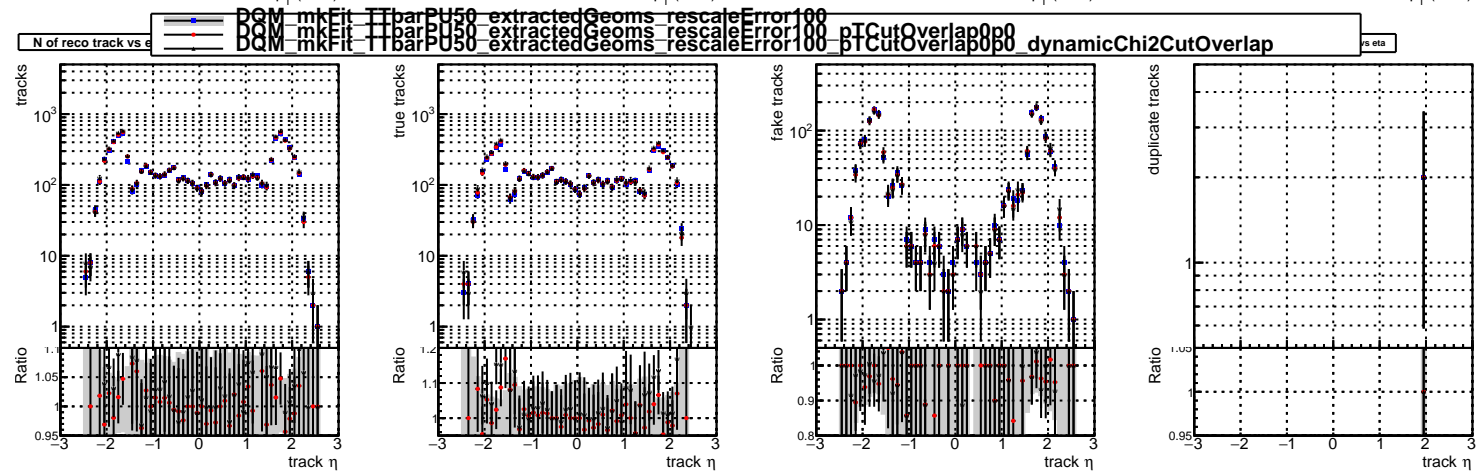 DQM_mkFit_TTbarPU50_extractedGeoms_rescaleError100
DQM_mkFit_TTbarPU50_extractedGeoms_rescaleError100_pTCutOverlap0p0
DQM_mkFit_TTbarPU50_extractedGeoms_rescaleError100_pTCutOverlap0p0_dynamicChi2CutOverlap
N of reco track vs e
vs eta
tracks
10³
10²
10
1
Ratio
1.1
1.05
1
0.95
−3 −2 −1 0 1 2 3
track η
true tracks
10³
10²
10
1
Ratio
1.2
1.1
1
−3 −2 −1 0 1 2 3
track η
fake tracks
10²
10
1
Ratio
1
0.9
0.8
−3 −2 −1 0 1 2 3
track η
duplicate tracks
1
Ratio
1.05
1
0.95
−3 −2 −1 0 1 2 3
track η